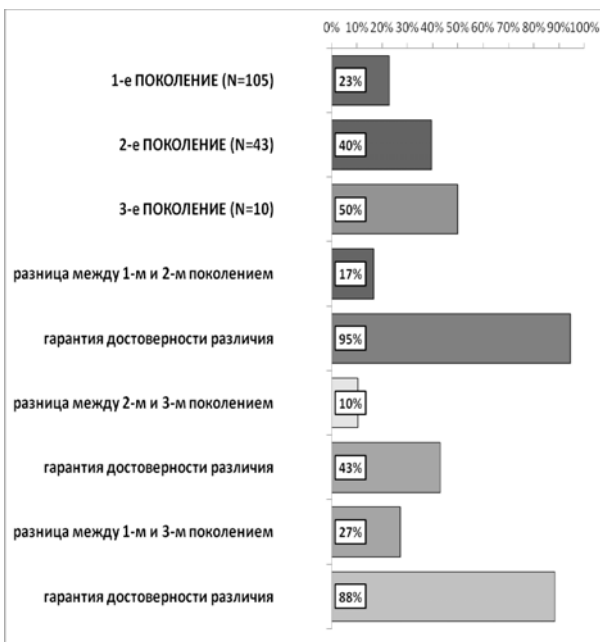 0% 10% 20% 30% 40% 50% 60% 70% 80% 90% 100%
1-е ПОКОЛЕНИЕ (N=105)
23%
2-е ПОКОЛЕНИЕ (N=43)
40%
3-е ПОКОЛЕНИЕ (N=10)
50%
разница между 1-м и 2-м поколением
17%
гарантия достоверности различия
95%
разница между 2-м и 3-м поколением
10%
гарантия достоверности различия
43%
разница между 1-м и 3-м поколением
27%
гарантия достоверности различия
88%